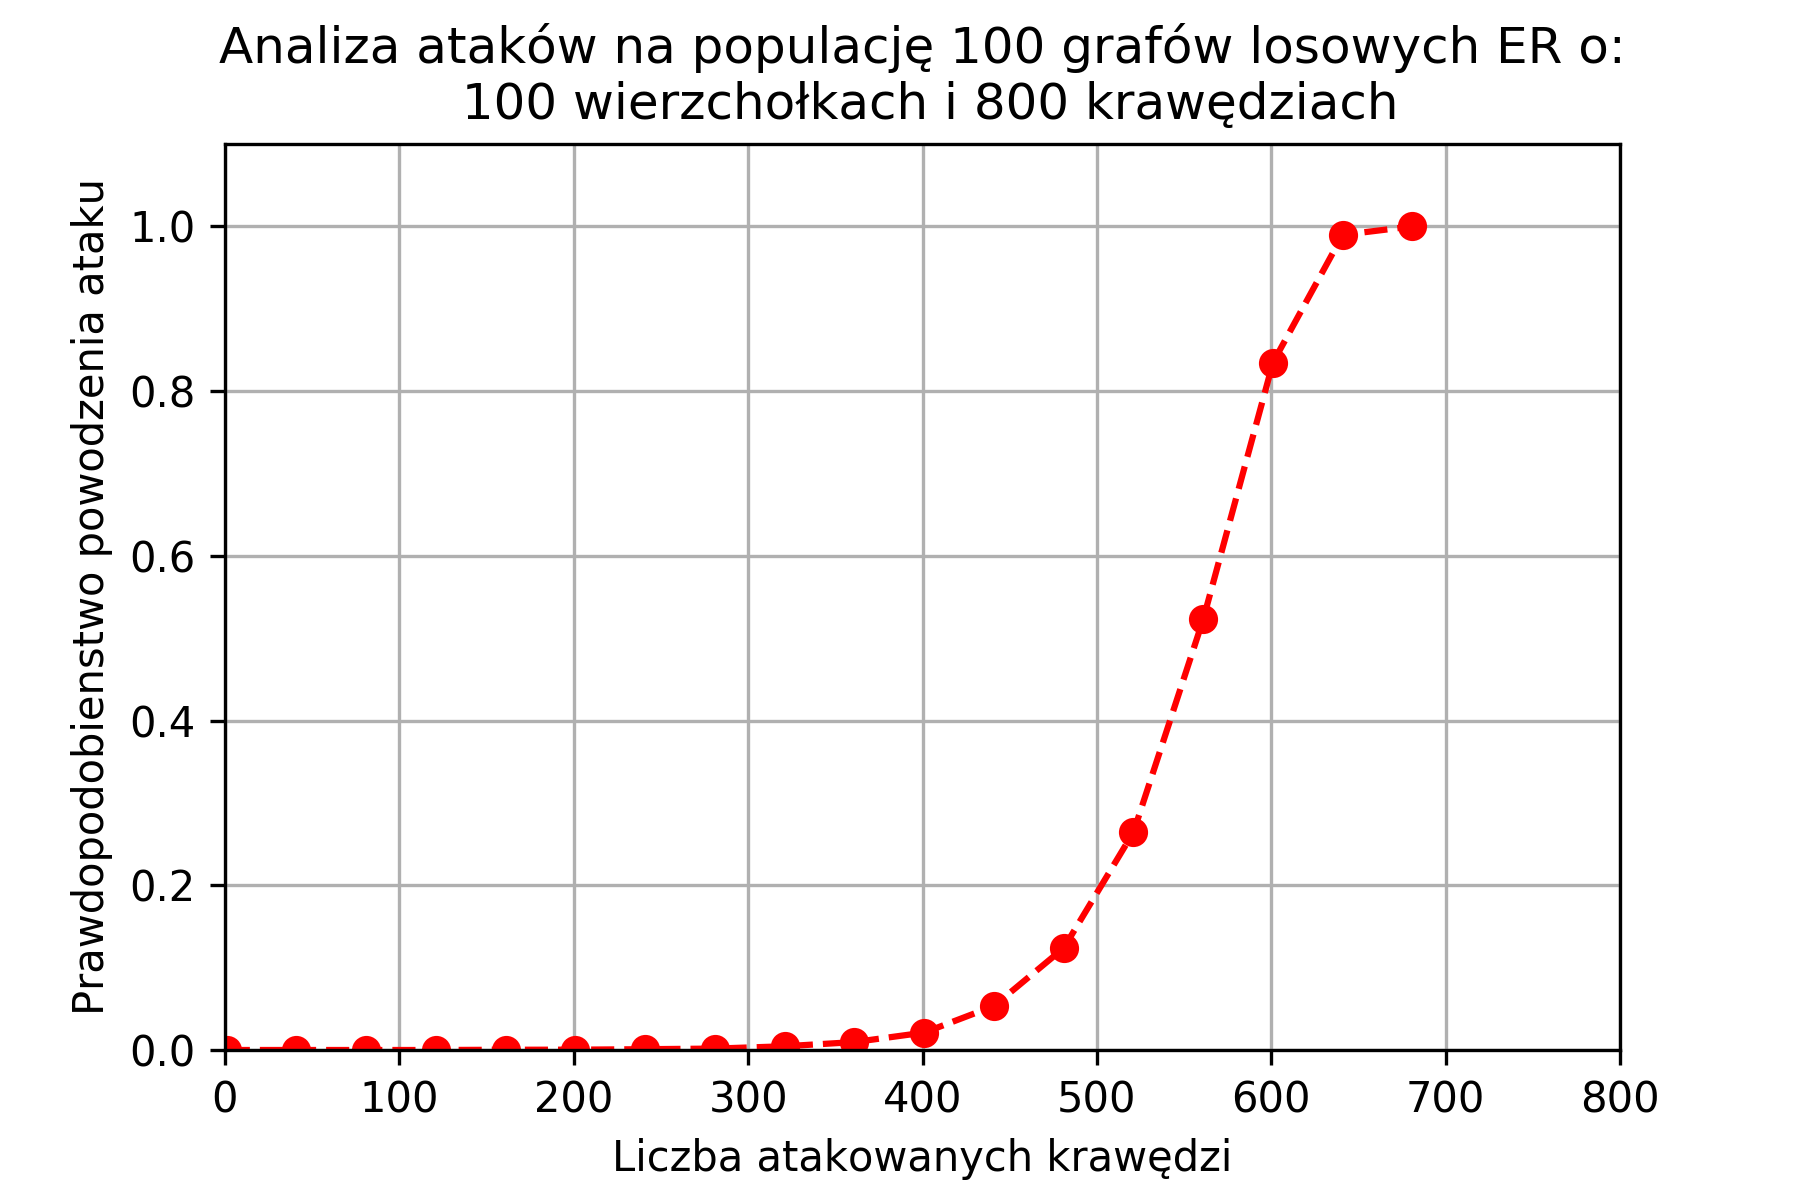 Analiza ataków na populację 100 grafów losowych ER o:
100 wierzchołkach i 800 krawędziach
Prawdopodobienstwo powodzenia ataku
1.0
0.8
0.6
0.4
0.2
0.0
0 100 200 300 400 500 600 700 800
Liczba atakowanych krawędzi